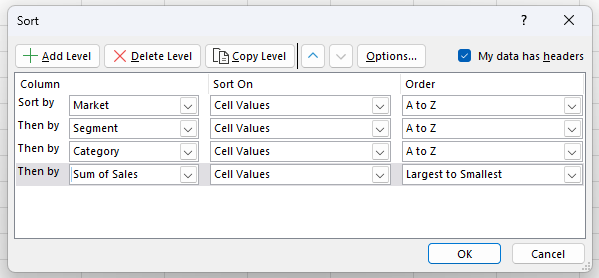 Sort ?
Add Level Delete Level Copy Level Options... My data has headers
Column Sort On Order
Sort by Market Cell Values A to Z
Then by Segment Cell Values A to Z
Then by Category Cell Values A to Z
Then by Sum of Sales Cell Values Largest to Smallest
OK Cancel